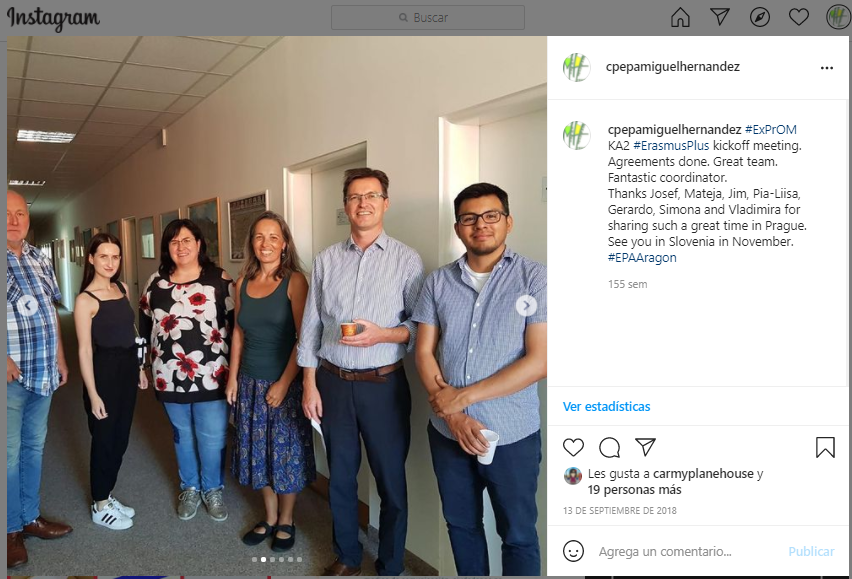 Instagram
Buscar
cpepamiguelhernandez
cpepamiguelhernandez #ExPrOM
KA2 #ErasmusPlus kickoff meeting.
Agreements done. Great team.
Fantastic coordinator.
Thanks Josef, Mateja, Jim, Pia-Liisa,
Gerardo, Simona and Vladimira for
sharing such a great time in Prague.
See you in Slovenia in November.
#EPAAragon
155 sem
Ver estadísticas
Les gusta a carmyplanehouse y
19 personas más
13 DE SEPTIEMBRE DE 2018
Agrega un comentario... Publicar